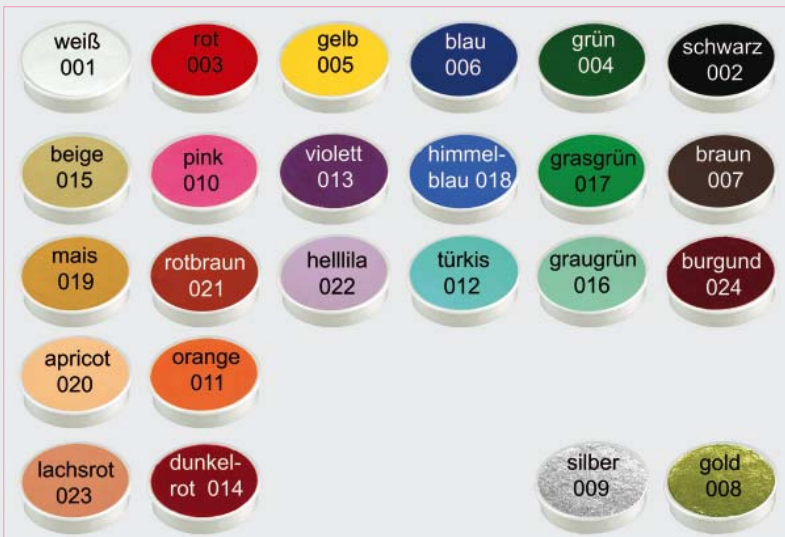 weiß
001
rot
003
gelb
005
blau
006
grün
004
schwarz
002
beige
015
pink
010
violett
013
himmel-
blau 018
grasgrün
017
braun
007
mais
019
rotbraun
021
helllila
022
türkis
012
graugrün
016
burgund
024
apricot
020
orange
011
lachsrot
023
dunkel-
rot 014
silber
009
gold
008